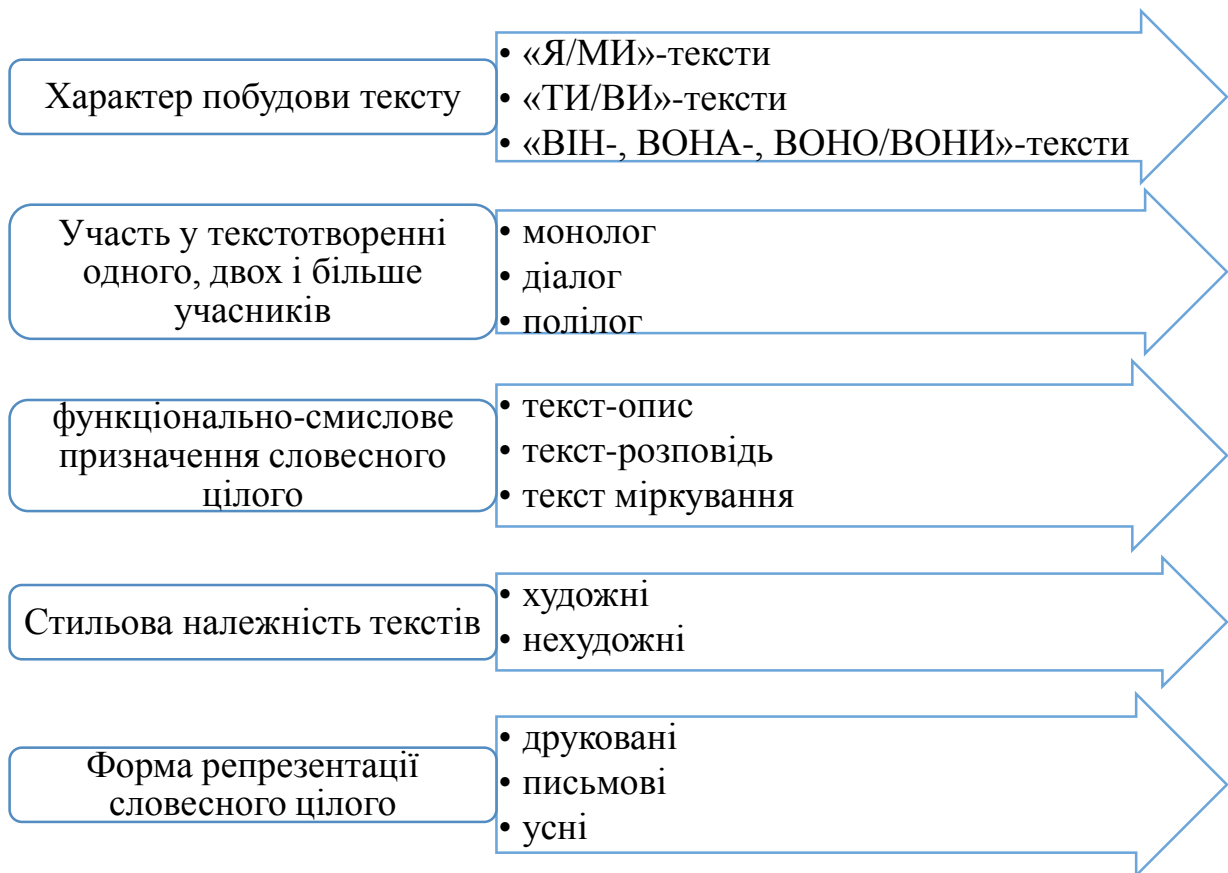 Характер побудови тексту
• «Я/МИ»-тексти
• «ТИ/ВИ»-тексти
• «ВІН-, ВОНА-, ВОНО/ВОНИ»-тексти
Участь у текстотворенні
одного, двох і більше
учасників
• монолог
• діалог
• полілог
функціонально-смислове
призначення словесного
цілого
• текст-опис
• текст-розповідь
• текст міркування
Стильова належність текстів
• художні
• нехудожні
Форма репрезентації
словесного цілого
• друковані
• письмові
• усні